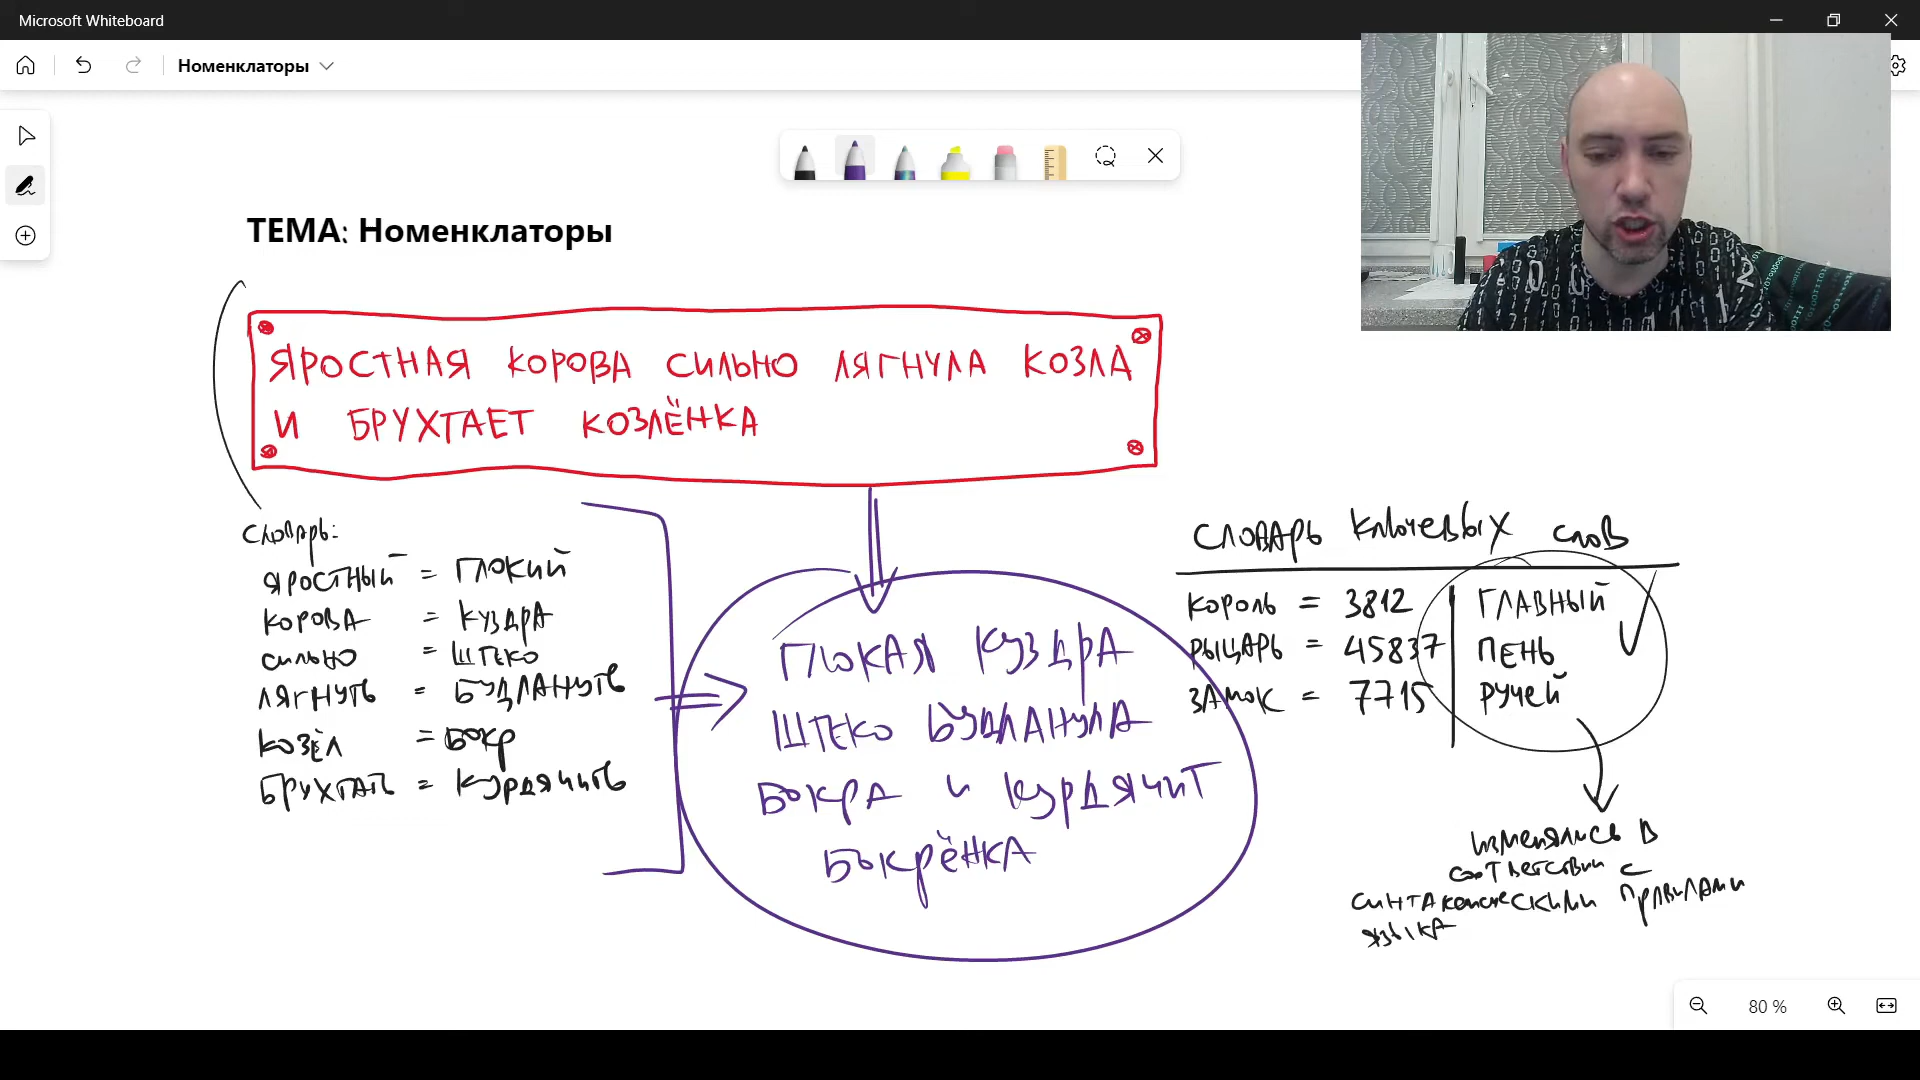 Microsoft Whiteboard
Номенклаторы
ТЕМА: Номенклаторы
ЯРОСТНАЯ КОРОВА СИЛЬНО ЛЯГНУЛА КОЗЛА
И БРУХТАЕТ КОЗЛЁНКА
Словарь:
ЯРОСТНЫЙ = ГЛОКИЙ
КОРОВА = КУЗДРА
СИЛЬНО = ШТЕКО
ЛЯГНУТЬ = БУДЛАНУТЬ
КОЗЁЛ = БОКР
БРУХТАТЬ = КУРДЯЧИТЬ
ГЛОКАЯ КУЗДРА
ШТЕКО БУДЛАНУЛА
БОКРА И КУРДЯЧИТ
БОКРЁНКА
СЛОВАРЬ КЛЮЧЕВЫХ СЛОВ
КОРОЛЬ = 3812 ГЛАВНЫЙ
РЫЦАРЬ = 45837 ПЕНЬ
ЗАМОК = 7715 РУЧЕЙ
изменялись в
соответствии с
синтаксическими правилами
языка
80 %